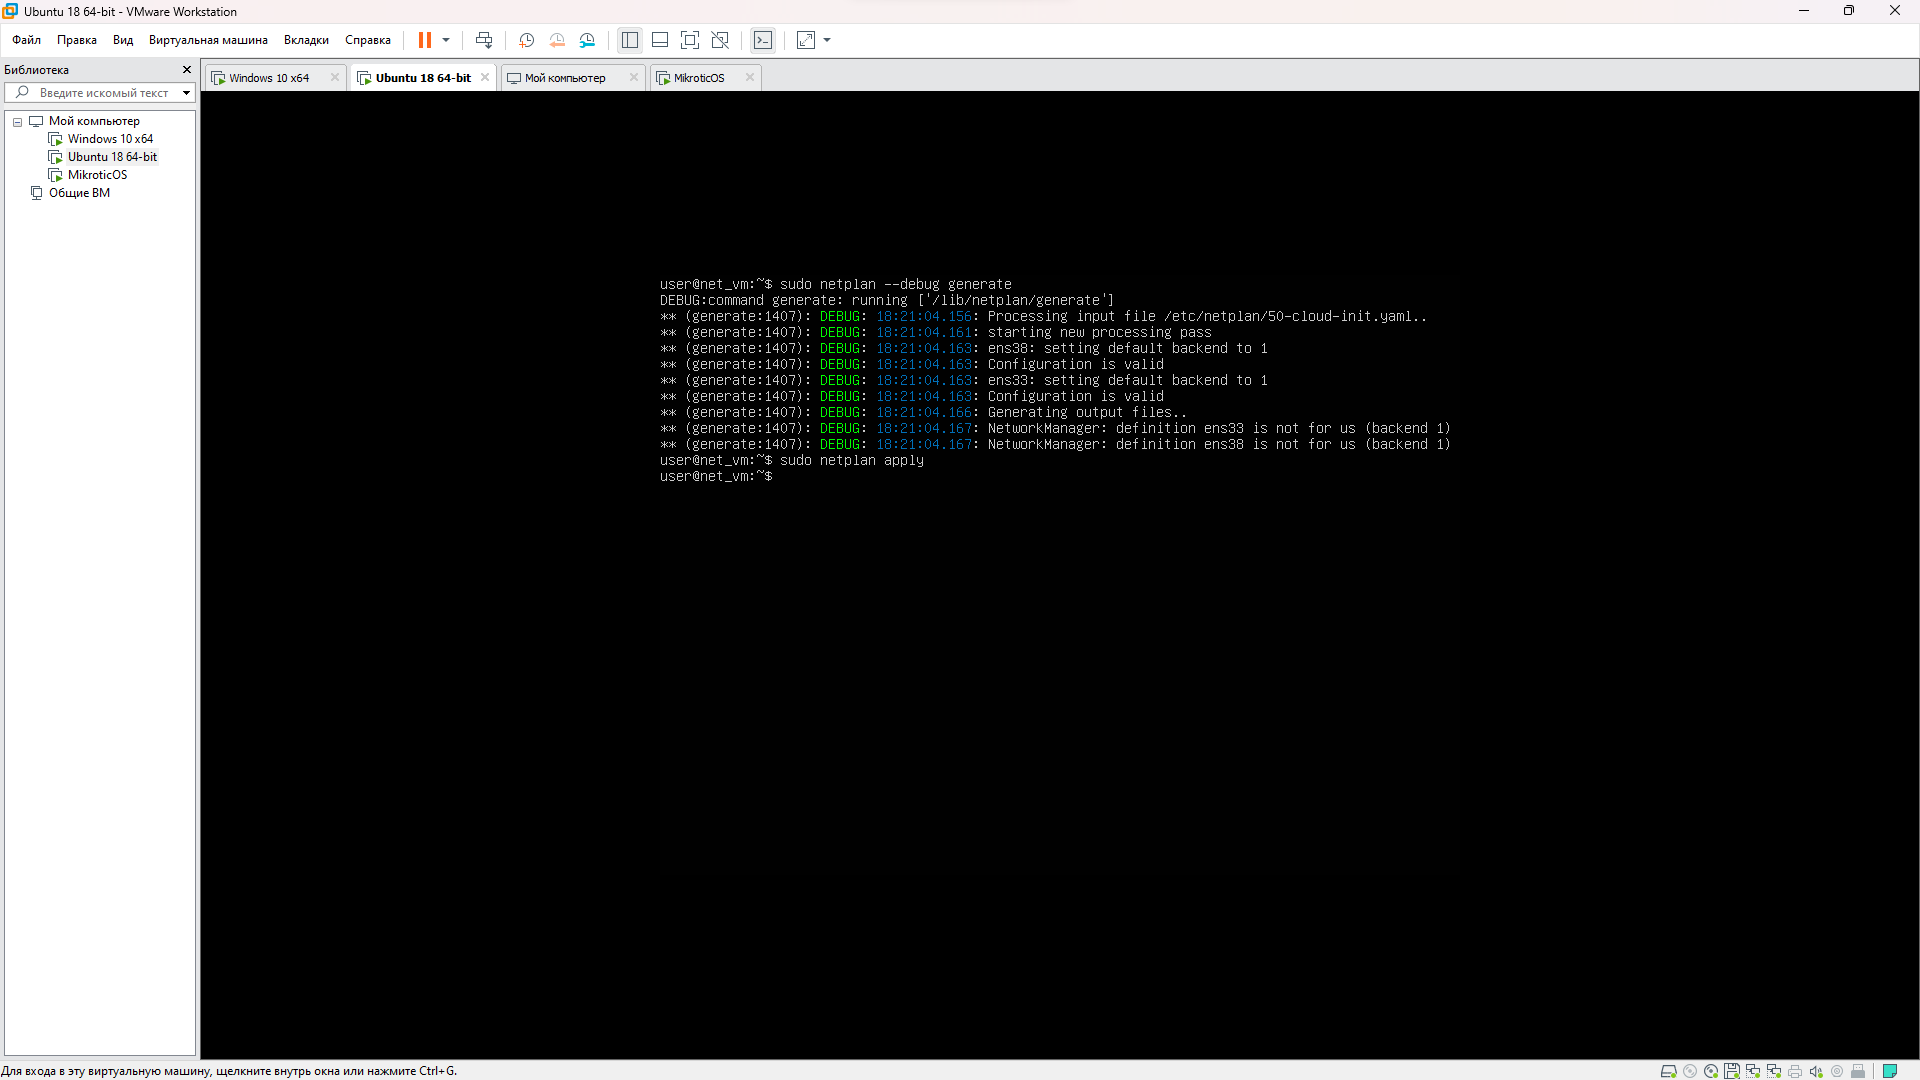 Ubuntu 18 64-bit - VMware Workstation
Файл Правка Вид Виртуальная машина Вкладки Справка
Библиотека
Введите искомый текст
Мой компьютер
Windows 10 x64
Ubuntu 18 64-bit
MikroticOS
Общие ВМ
Windows 10 x64 Ubuntu 18 64-bit Мой компьютер MikroticOS
user@net_vm:~$ sudo netplan --debug generate
DEBUG:command generate: running ['/lib/netplan/generate']
** (generate:1407): DEBUG: 18:21:04.156: Processing input file /etc/netplan/50-cloud-init.yaml..
** (generate:1407): DEBUG: 18:21:04.161: starting new processing pass
** (generate:1407): DEBUG: 18:21:04.163: ens38: setting default backend to 1
** (generate:1407): DEBUG: 18:21:04.163: Configuration is valid
** (generate:1407): DEBUG: 18:21:04.163: ens33: setting default backend to 1
** (generate:1407): DEBUG: 18:21:04.163: Configuration is valid
** (generate:1407): DEBUG: 18:21:04.166: Generating output files..
** (generate:1407): DEBUG: 18:21:04.167: NetworkManager: definition ens33 is not for us (backend 1)
** (generate:1407): DEBUG: 18:21:04.167: NetworkManager: definition ens38 is not for us (backend 1)
user@net_vm:~$ sudo netplan apply
user@net_vm:~$
Для входа в эту виртуальную машину, щелкните внутрь окна или нажмите Ctrl+G.